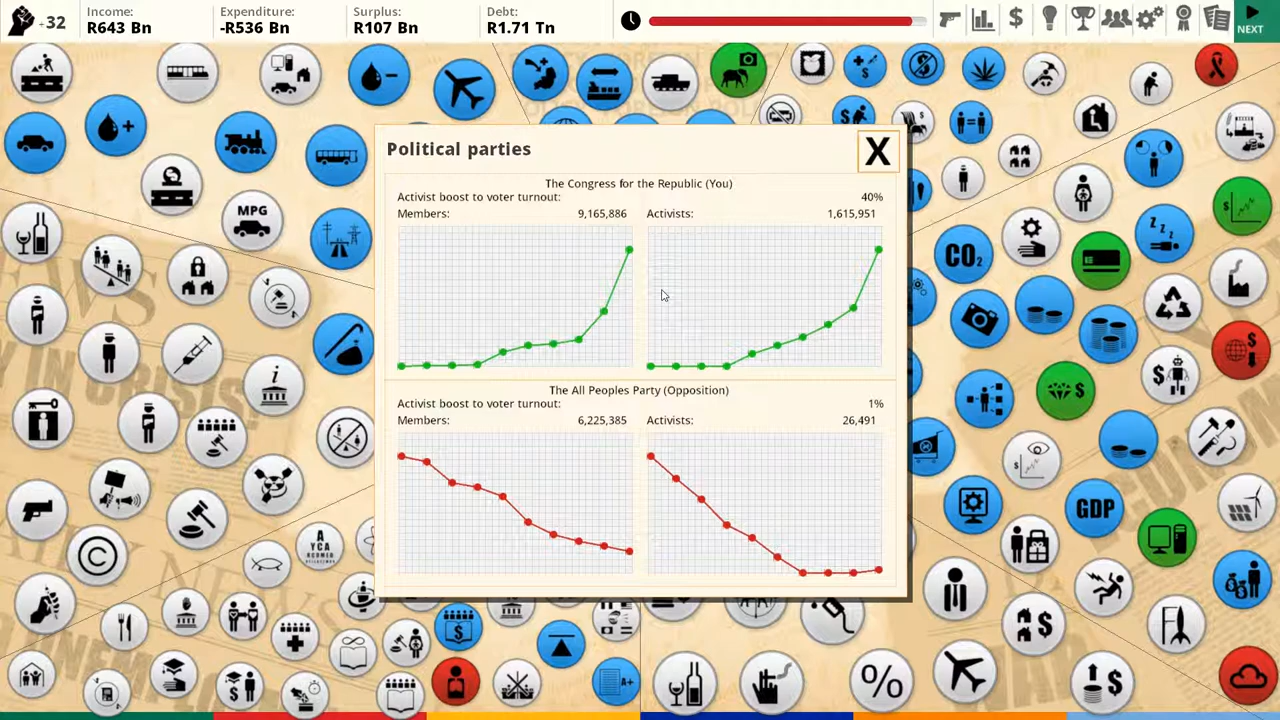 +32
Income:
R643 Bn
Expenditure:
-R536 Bn
Surplus:
R107 Bn
Debt:
R1.71 Tn
NEXT
Political parties
X
The Congress for the Republic (You)
Activist boost to voter turnout: 40%
Members: 9,165,886
Activists: 1,615,951
The All Peoples Party (Opposition)
Activist boost to voter turnout: 1%
Members: 6,225,385
Activists: 26,491
MPG
CO2
GDP
A+